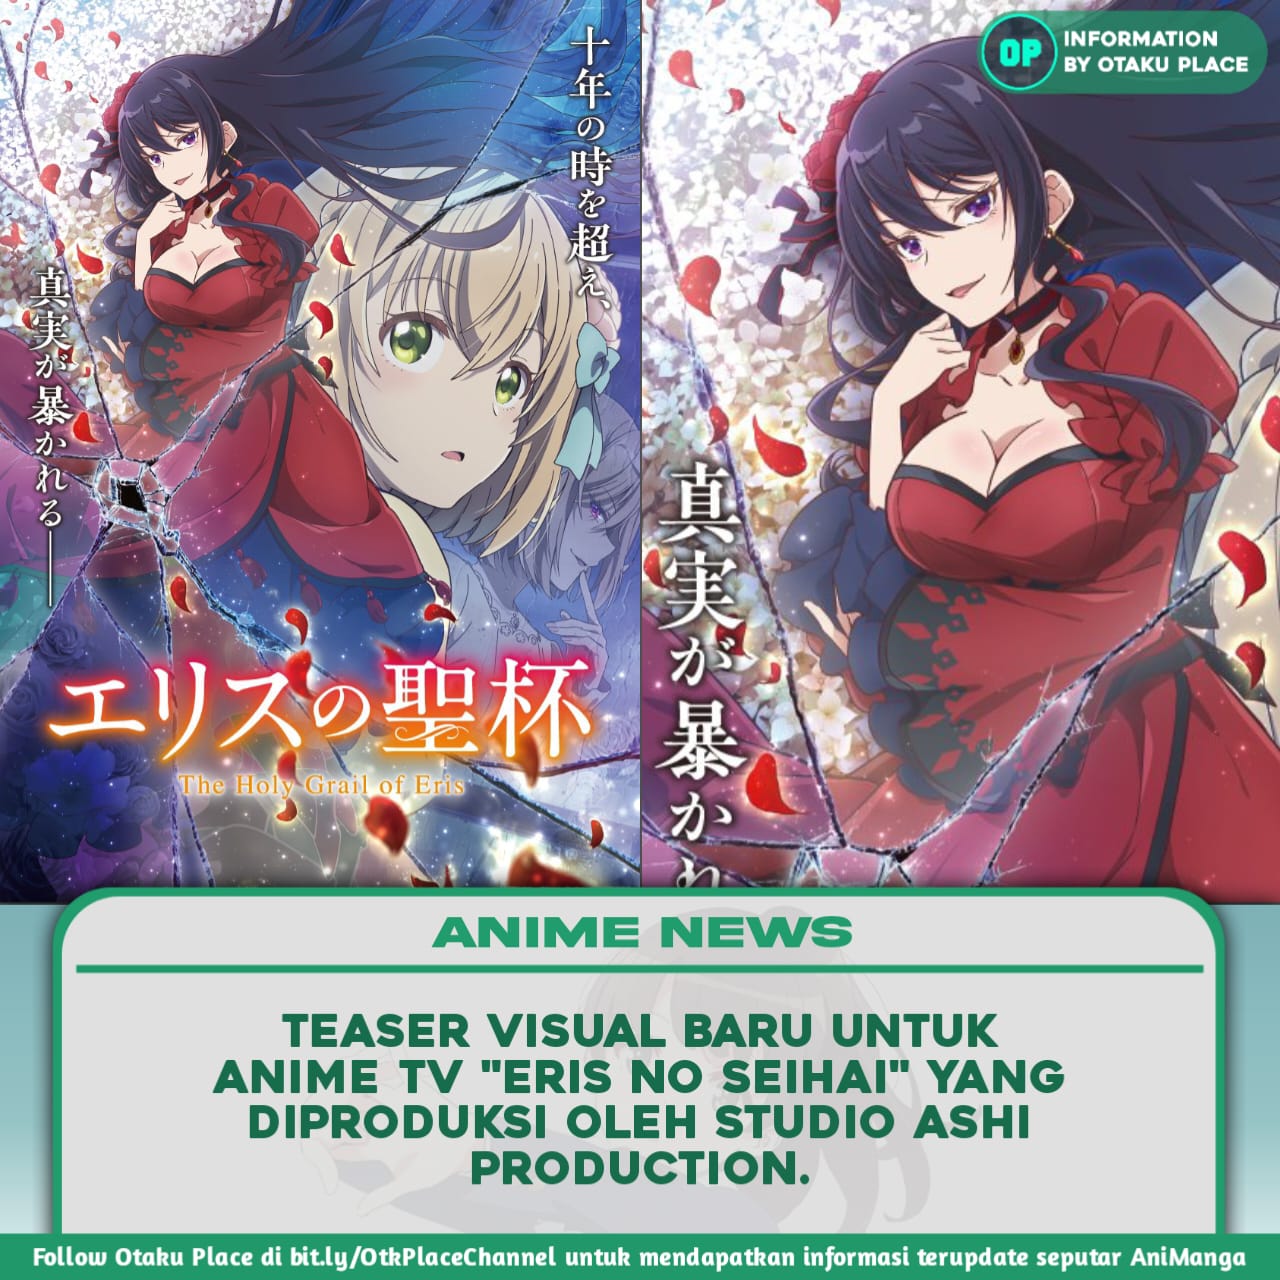 十年の時を超え、
真実が暴かれる——
エリスの聖杯
The Holy Grail of Eris
OP
INFORMATION
BY OTAKU PLACE
真実が暴かれ
ANIME NEWS
TEASER VISUAL BARU UNTUK
ANIME TV "ERIS NO SEIHAI" YANG
DIPRODUKSI OLEH STUDIO ASHI
PRODUCTION.
Follow Otaku Place di bit.ly/OtkPlaceChannel untuk mendapatkan informasi terupdate seputar AniManga